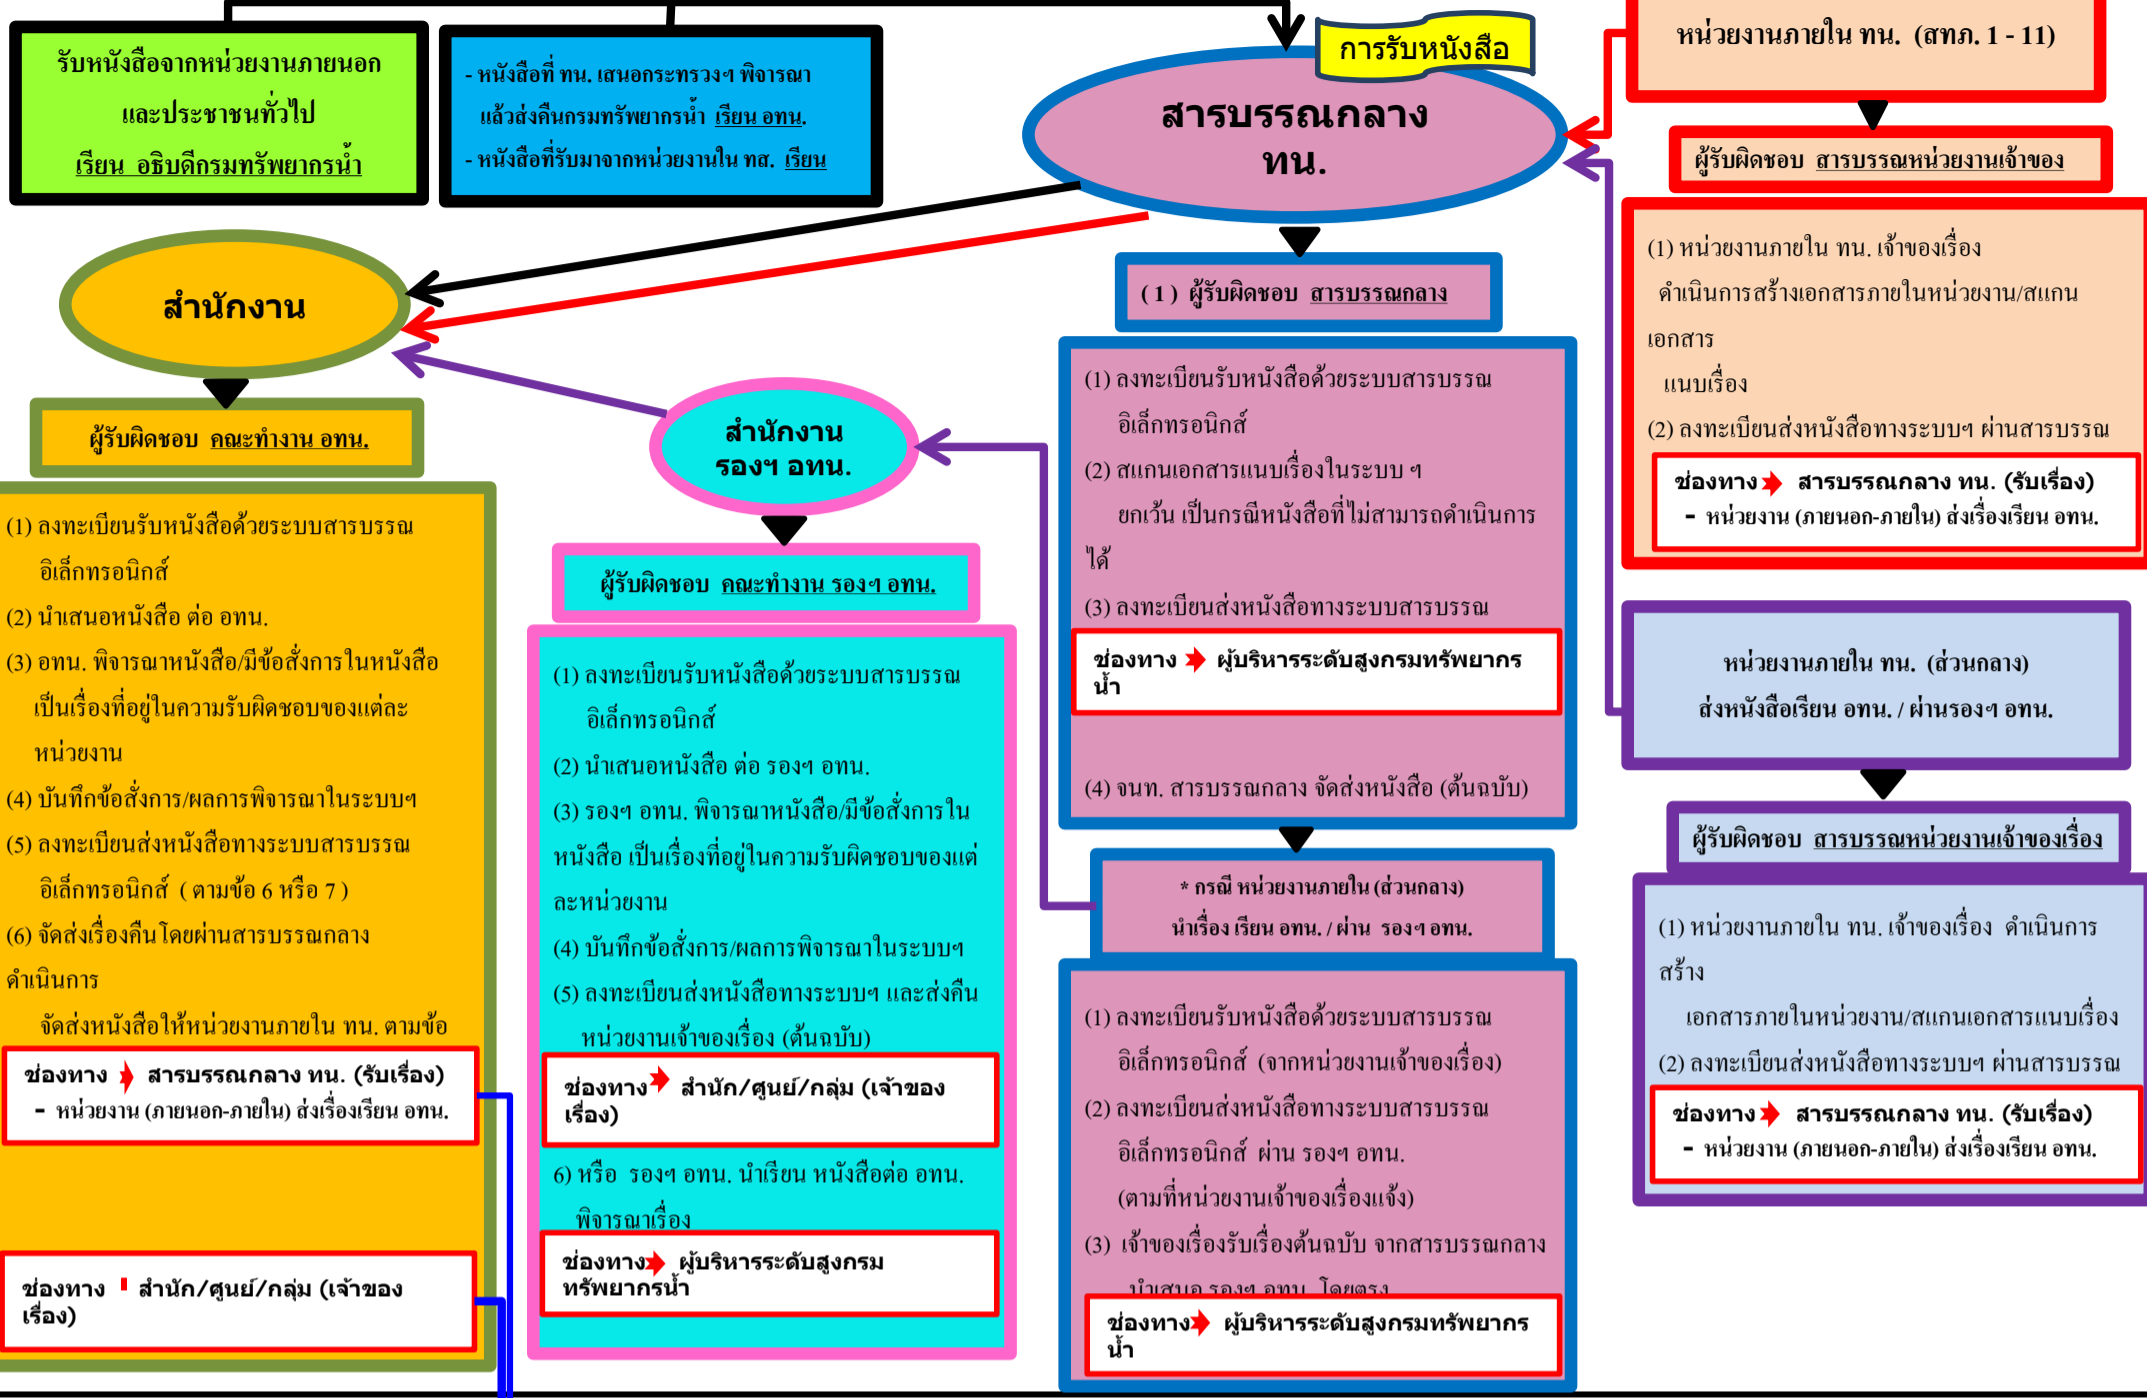 รับหนังสือจากหน่วยงานภายนอก
และประชาชนทั่วไป
เรียน อธิบดีกรมทรัพยากรน้ำ
- หนังสือที่ ทน. เสนอกระทรวงฯ พิจารณา
แล้วส่งคืนกรมทรัพยากรน้ำ เรียน อทน.
- หนังสือที่รับมาจากหน่วยงานใน ทส. เรียน
การรับหนังสือ
สารบรรณกลาง
ทน.
หน่วยงานภายใน ทน. (สทภ. 1 - 11)
ผู้รับผิดชอบ สารบรรณหน่วยงานเจ้าของ
(1) หน่วยงานภายใน ทน. เจ้าของเรื่อง
ดำเนินการสร้างเอกสารภายในหน่วยงาน/สแกน
เอกสาร
แนบเรื่อง
(2) ลงทะเบียนส่งหนังสือทางระบบฯ ผ่านสารบรรณ
ช่องทาง สารบรรณกลาง ทน. (รับเรื่อง)
- หน่วยงาน (ภายนอก-ภายใน) ส่งเรื่องเรียน อทน.
สำนักงาน
ผู้รับผิดชอบ คณะทำงาน อทน.
(1) ลงทะเบียนรับหนังสือด้วยระบบสารบรรณ
อิเล็กทรอนิกส์
(2) นำเสนอหนังสือ ต่อ อทน.
(3) อทน. พิจารณาหนังสือ/มีข้อสั่งการในหนังสือ
เป็นเรื่องที่อยู่ในความรับผิดชอบของแต่ละ
หน่วยงาน
(4) บันทึกข้อสั่งการ/ผลการพิจารณาในระบบฯ
(5) ลงทะเบียนส่งหนังสือทางระบบสารบรรณ
อิเล็กทรอนิกส์ ( ตามข้อ 6 หรือ 7 )
(6) จัดส่งเรื่องคืนโดยผ่านสารบรรณกลาง
ดำเนินการ
จัดส่งหนังสือให้หน่วยงานภายใน ทน. ตามข้อ
ช่องทาง สารบรรณกลาง ทน. (รับเรื่อง)
- หน่วยงาน (ภายนอก-ภายใน) ส่งเรื่องเรียน อทน.
ช่องทาง สำนัก/ศูนย์/กลุ่ม (เจ้าของ
เรื่อง)
สำนักงาน
รองฯ อทน.
ผู้รับผิดชอบ คณะทำงาน รองฯ อทน.
(1) ลงทะเบียนรับหนังสือด้วยระบบสารบรรณ
อิเล็กทรอนิกส์
(2) นำเสนอหนังสือ ต่อ รองฯ อทน.
(3) รองฯ อทน. พิจารณาหนังสือ/มีข้อสั่งการใน
หนังสือ เป็นเรื่องที่อยู่ในความรับผิดชอบของแต่
ละหน่วยงาน
(4) บันทึกข้อสั่งการ/ผลการพิจารณาในระบบฯ
(5) ลงทะเบียนส่งหนังสือทางระบบฯ และส่งคืน
หน่วยงานเจ้าของเรื่อง (ต้นฉบับ)
ช่องทาง สำนัก/ศูนย์/กลุ่ม (เจ้าของ
เรื่อง)
6) หรือ รองฯ อทน. นำเรียน หนังสือต่อ อทน.
พิจารณาเรื่อง
ช่องทาง ผู้บริหารระดับสูงกรม
ทรัพยากรน้ำ
( 1 ) ผู้รับผิดชอบ สารบรรณกลาง
(1) ลงทะเบียนรับหนังสือด้วยระบบสารบรรณ
อิเล็กทรอนิกส์
(2) สแกนเอกสารแนบเรื่องในระบบ ฯ
ยกเว้น เป็นกรณีหนังสือที่ไม่สามารถดำเนินการ
ได้
(3) ลงทะเบียนส่งหนังสือทางระบบสารบรรณ
ช่องทาง ผู้บริหารระดับสูงกรมทรัพยากร
น้ำ
(4) จนท. สารบรรณกลาง จัดส่งหนังสือ (ต้นฉบับ)
* กรณี หน่วยงานภายใน (ส่วนกลาง)
นำเรื่อง เรียน อทน. / ผ่าน รองฯ อทน.
(1) ลงทะเบียนรับหนังสือด้วยระบบสารบรรณ
อิเล็กทรอนิกส์ (จากหน่วยงานเจ้าของเรื่อง)
(2) ลงทะเบียนส่งหนังสือทางระบบสารบรรณ
อิเล็กทรอนิกส์ ผ่าน รองฯ อทน.
(ตามที่หน่วยงานเจ้าของเรื่องแจ้ง)
(3) เจ้าของเรื่องรับเรื่องต้นฉบับ จากสารบรรณกลาง
นำเสนอ รองฯ อทน. โดยตรง
ช่องทาง ผู้บริหารระดับสูงกรมทรัพยากร
น้ำ
หน่วยงานภายใน ทน. (ส่วนกลาง)
ส่งหนังสือเรียน อทน. / ผ่านรองฯ อทน.
ผู้รับผิดชอบ สารบรรณหน่วยงานเจ้าของเรื่อง
(1) หน่วยงานภายใน ทน. เจ้าของเรื่อง ดำเนินการ
สร้าง
เอกสารภายในหน่วยงาน/สแกนเอกสารแนบเรื่อง
(2) ลงทะเบียนส่งหนังสือทางระบบฯ ผ่านสารบรรณ
ช่องทาง สารบรรณกลาง ทน. (รับเรื่อง)
- หน่วยงาน (ภายนอก-ภายใน) ส่งเรื่องเรียน อทน.